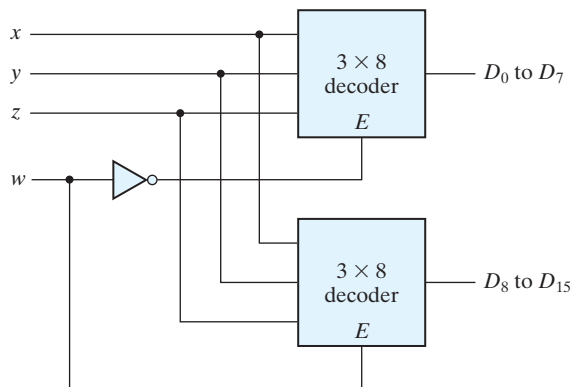 x
y
z
w
3 × 8
decoder
E
D₀ to D₇
3 × 8
decoder
E
D₈ to D₁₅